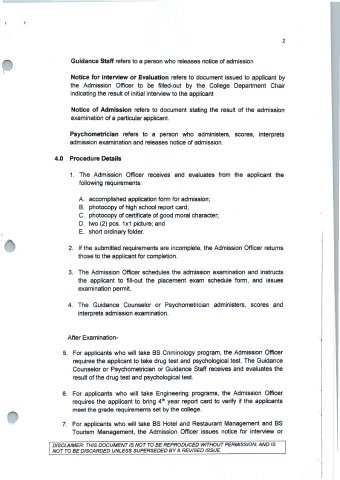 2
Guidance Staff refers to a person who releases notice of admission
Notice for Interview or Evaluation refers to document issued to applicant by
the Admission Officer to be filled-out by the College Department Chair
indicating the result of initial interview to the applicant
Notice of Admission refers to document stating the result of the admission
examination of a particular applicant.
Psychometrician refers to a person who administers, scores, interprets
admission examination and releases notice of admission.
4.0 Procedure Details
1. The Admission Officer receives and evaluates from the applicant the
following requirements:
A. accomplished application form for admission;
B. photocopy of high school report card;
C. photocopy of certificate of good moral character;
D. two (2) pcs. 1x1 picture; and
E. short ordinary folder.
2. If the submitted requirements are incomplete, the Admission Officer returns
those to the applicant for completion.
3. The Admission Officer schedules the admission examination and instructs
the applicant to fill-out the placement exam schedule form, and issues
examination permit.
4. The Guidance Counselor or Psychometrician administers, scores and
interprets admission examination.
After Examination-
5. For applicants who will take BS Criminology program, the Admission Officer
requires the applicant to take drug test and psychological test. The Guidance
Counselor or Psychometrician or Guidance Staff receives and evaluates the
result of the drug test and psychological test.
6. For applicants who will take Engineering programs, the Admission Officer
requires the applicant to bring 4th year report card to verify if the applicants
meet the grade requirements set by the college.
7. For applicants who will take BS Hotel and Restaurant Management and BS
Tourism Management, the Admission Officer issues notice for interview or
DISCLAIMER: THIS DOCUMENT IS NOT TO BE REPRODUCED WITHOUT PERMISSION, AND IS
NOT TO BE DISCARDED UNLESS SUPERSEDED BY A REVISED ISSUE.